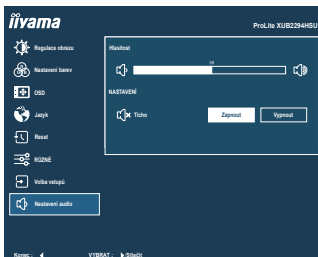 iiyama
ProLite XUB2294HSU
Regulace obrazu
Nastavení barev
OSD
Jazyk
Reset
RŮZNÉ
Volba vstupů
Nastavení audio
Hlasitost
50
NASTAVENÍ
Ticho
Zapnout
Vypnout
Konec :
VYBRAT : /Stlačit